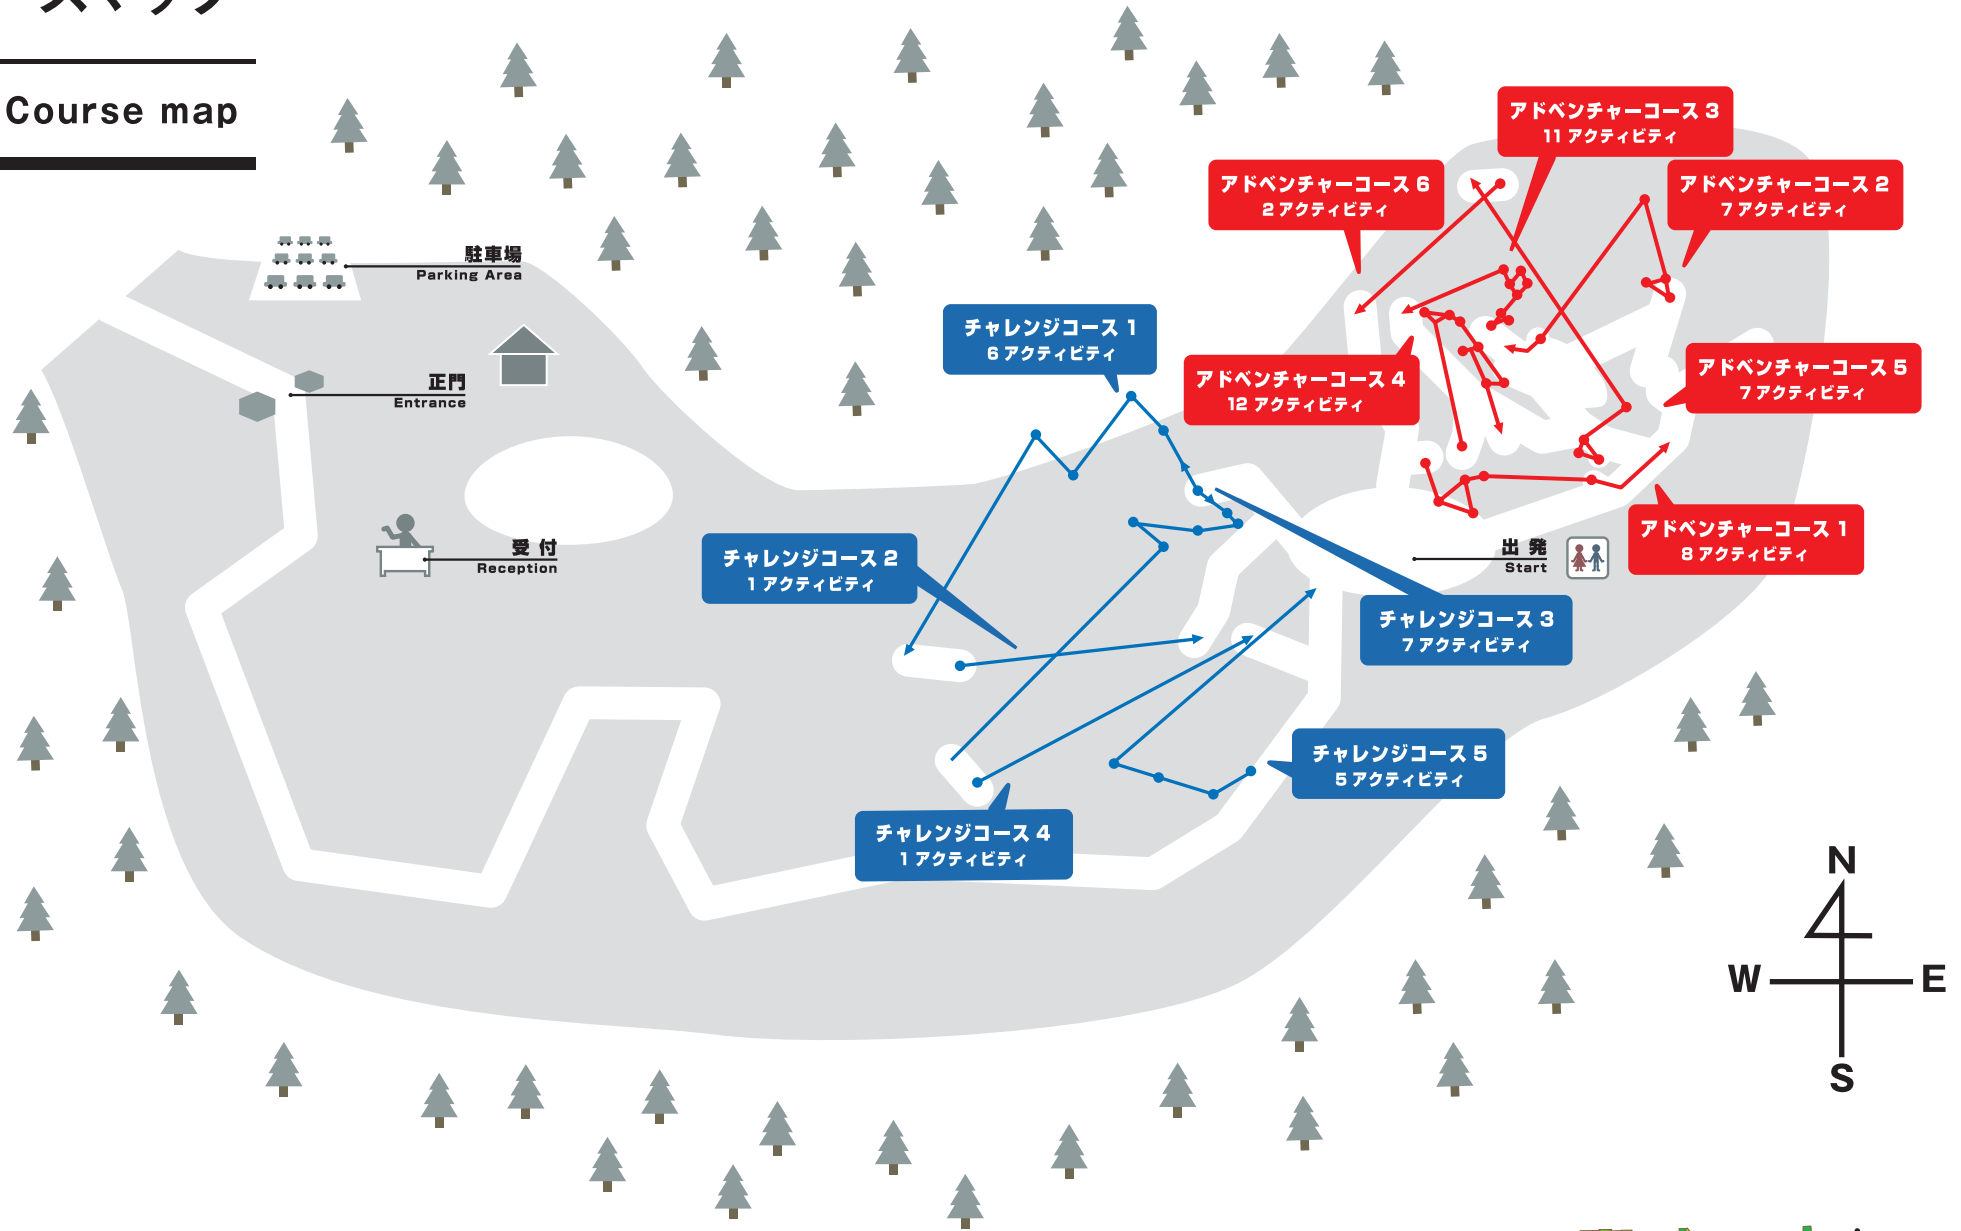 スマップ
Course map
アドベンチャーコース 3
11 アクティビティ
アドベンチャーコース 6
2 アクティビティ
アドベンチャーコース 2
7 アクティビティ
駐車場
Parking Area
チャレンジコース 1
6 アクティビティ
アドベンチャーコース 4
12 アクティビティ
アドベンチャーコース 5
7 アクティビティ
正門
Entrance
アドベンチャーコース 1
8 アクティビティ
受 付
Reception
チャレンジコース 2
1 アクティビティ
出 発
Start
チャレンジコース 3
7 アクティビティ
チャレンジコース 5
5 アクティビティ
チャレンジコース 4
1 アクティビティ
N
W
E
S